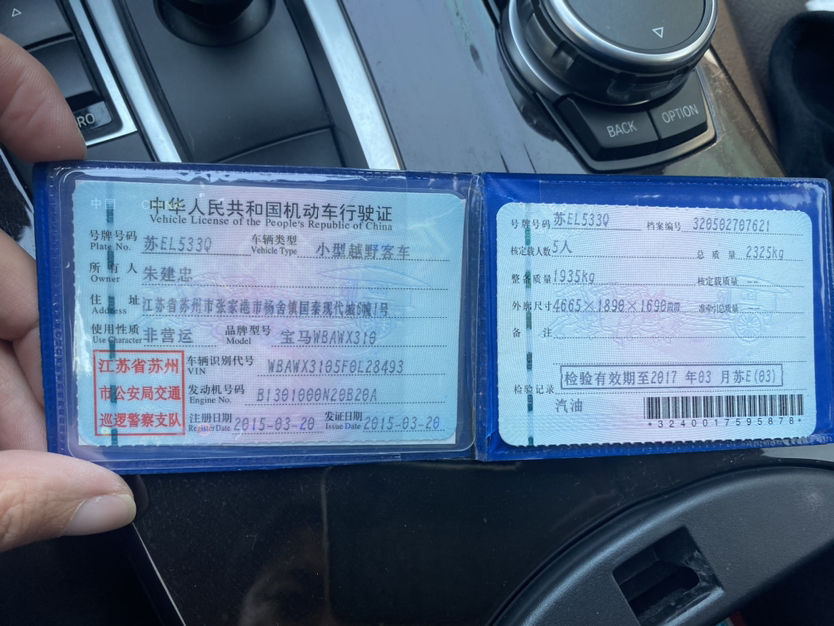 RO
BACK
OPTION
中华人民共和国机动车行驶证
Vehicle License of the People's Republic of China
号牌号码 苏EL533Q 车辆类型 小型越野客车
Plate No. Vehicle Type
所有人 朱建忠
Owner
住址 江苏省苏州市张家港市杨舍镇国泰现代城6幢1号
Address
使用性质 非营运 品牌型号 宝马WBAWX310
Use Character Model
江苏省苏州
市公安局交通
巡逻警察支队
车辆识别代号 WBAWX3105F0L28493
VIN
发动机号码 B1301000N20B20A
Engine No.
注册日期 2015-03-20 发证日期 2015-03-20
Register Date Issue Date
号牌号码 苏EL533Q 档案编号 320502707621
核定载人数 5人 总质量 2325kg
整备质量 1935kg 核定载质量 --
外廓尺寸 4665×1890×1690mm 准牵引总质量 --
备注
检验记录 检验有效期至2017年03月苏E(03)
汽油
*3240017595878*